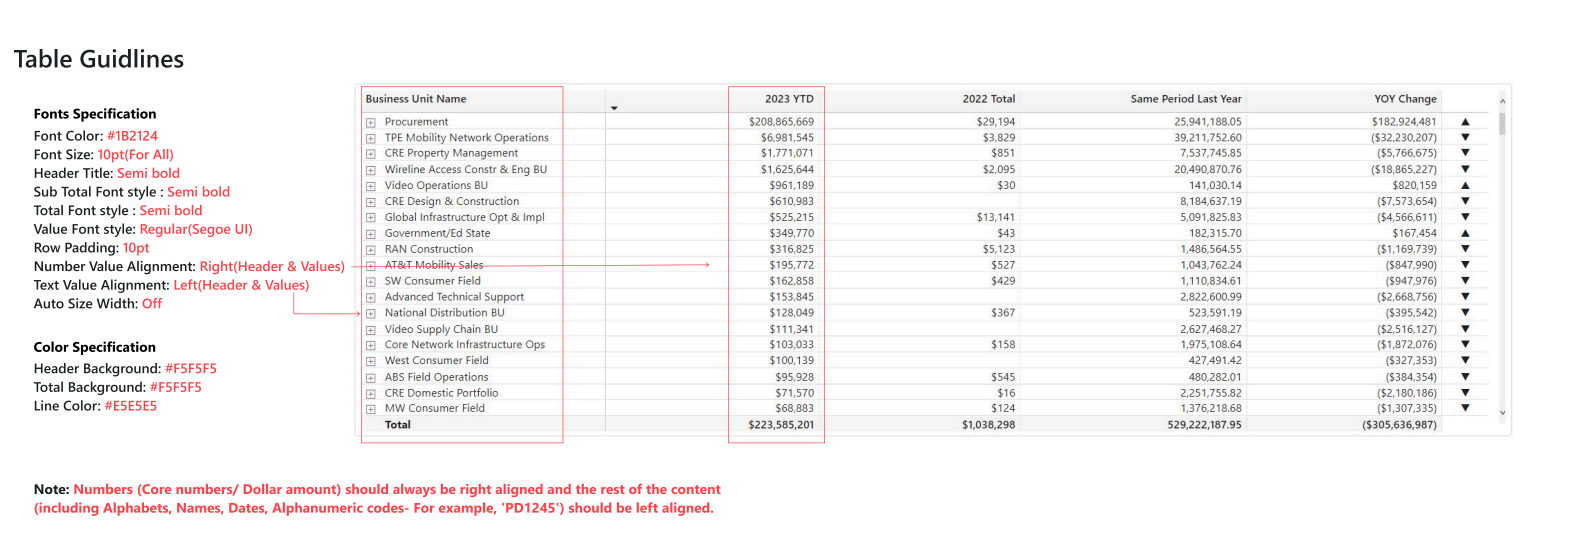 Table Guidlines
Fonts Specification
Font Color: #1B2124
Font Size: 10pt(For All)
Header Title: Semi bold
Sub Total Font style : Semi bold
Total Font style : Semi bold
Value Font style: Regular(Segoe UI)
Row Padding: 10pt
Number Value Alignment: Right(Header & Values)
Text Value Alignment: Left(Header & Values)
Auto Size Width: Off
Color Specification
Header Background: #F5F5F5
Total Background: #F5F5F5
Line Color: #E5E5E5
Business Unit Name 2023 YTD 2022 Total Same Period Last Year YOY Change
Procurement $208,865,669 $29,194 25,941,188.05 $182,924,481
TPE Mobility Network Operations $6,981,545 $3,829 39,211,752.60 ($32,230,207)
CRE Property Management $1,771,071 $851 7,537,745.85 ($5,766,675)
Wireline Access Constr & Eng BU $1,625,644 $2,095 20,490,870.76 ($18,865,227)
Video Operations BU $961,189 $30 141,030.14 $820,159
CRE Design & Construction $610,983 8,184,637.19 ($7,573,654)
Global Infrastructure Opt & Impl $525,215 $13,141 5,091,825.83 ($4,566,611)
Government/Ed State $349,770 $43 182,315.70 $167,454
RAN Construction $316,825 $5,123 1,486,564.55 ($1,169,739)
AT&T Mobility Sales $195,772 $527 1,043,762.24 ($847,990)
SW Consumer Field $162,858 $429 1,110,834.61 ($947,976)
Advanced Technical Support $153,845 2,822,600.99 ($2,668,756)
National Distribution BU $128,049 $367 523,591.19 ($395,542)
Video Supply Chain BU $111,341 2,627,468.27 ($2,516,127)
Core Network Infrastructure Ops $103,033 $158 1,975,108.64 ($1,872,076)
West Consumer Field $100,139 427,491.42 ($327,353)
ABS Field Operations $95,928 $545 480,282.01 ($384,354)
CRE Domestic Portfolio $71,570 $16 2,251,755.82 ($2,180,186)
MW Consumer Field $68,883 $124 1,376,218.68 ($1,307,335)
Total $223,585,201 $1,038,298 529,222,187.95 ($305,636,987)
Note: Numbers (Core numbers/ Dollar amount) should always be right aligned and the rest of the content
(including Alphabets, Names, Dates, Alphanumeric codes- For example, 'PD1245') should be left aligned.